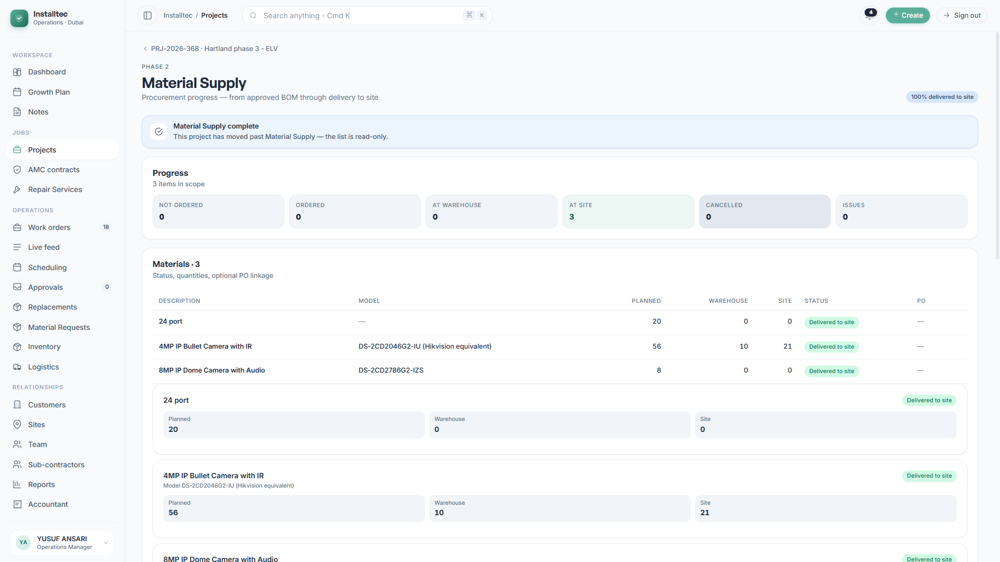 Installtec
Operations · Dubai
WORKSPACE
Dashboard
Growth Plan
Notes
JOBS
Projects
AMC contracts
Repair Services
OPERATIONS
Work orders 18
Live feed
Scheduling
Approvals 0
Replacements
Material Requests
Inventory
Logistics
RELATIONSHIPS
Customers
Sites
Team
Sub-contractors
Reports
Accountant
YA
YUSUF ANSARI
Operations Manager
Installtec / Projects
Search anything - Cmd K
⌘ K
4
+ Create
Sign out
PRJ-2026-368 · Hartland phase 3 - ELV
PHASE 2
Material Supply
Procurement progress — from approved BOM through delivery to site
100% delivered to site
Material Supply complete
This project has moved past Material Supply — the list is read-only.
Progress
3 items in scope
NOT ORDERED
0
ORDERED
0
AT WAREHOUSE
0
AT SITE
3
CANCELLED
0
ISSUES
0
Materials · 3
Status, quantities, optional PO linkage
DESCRIPTION MODEL PLANNED WAREHOUSE SITE STATUS PO
24 port — 20 0 0 Delivered to site —
4MP IP Bullet Camera with IR DS-2CD2046G2-IU (Hikvision equivalent) 56 10 21 Delivered to site —
8MP IP Dome Camera with Audio DS-2CD2786G2-IZS 8 0 0 Delivered to site —
24 port
Delivered to site
Planned
20
Warehouse
0
Site
0
4MP IP Bullet Camera with IR
Model DS-2CD2046G2-IU (Hikvision equivalent)
Delivered to site
Planned
56
Warehouse
10
Site
21
8MP IP Dome Camera with Audio
Delivered to site